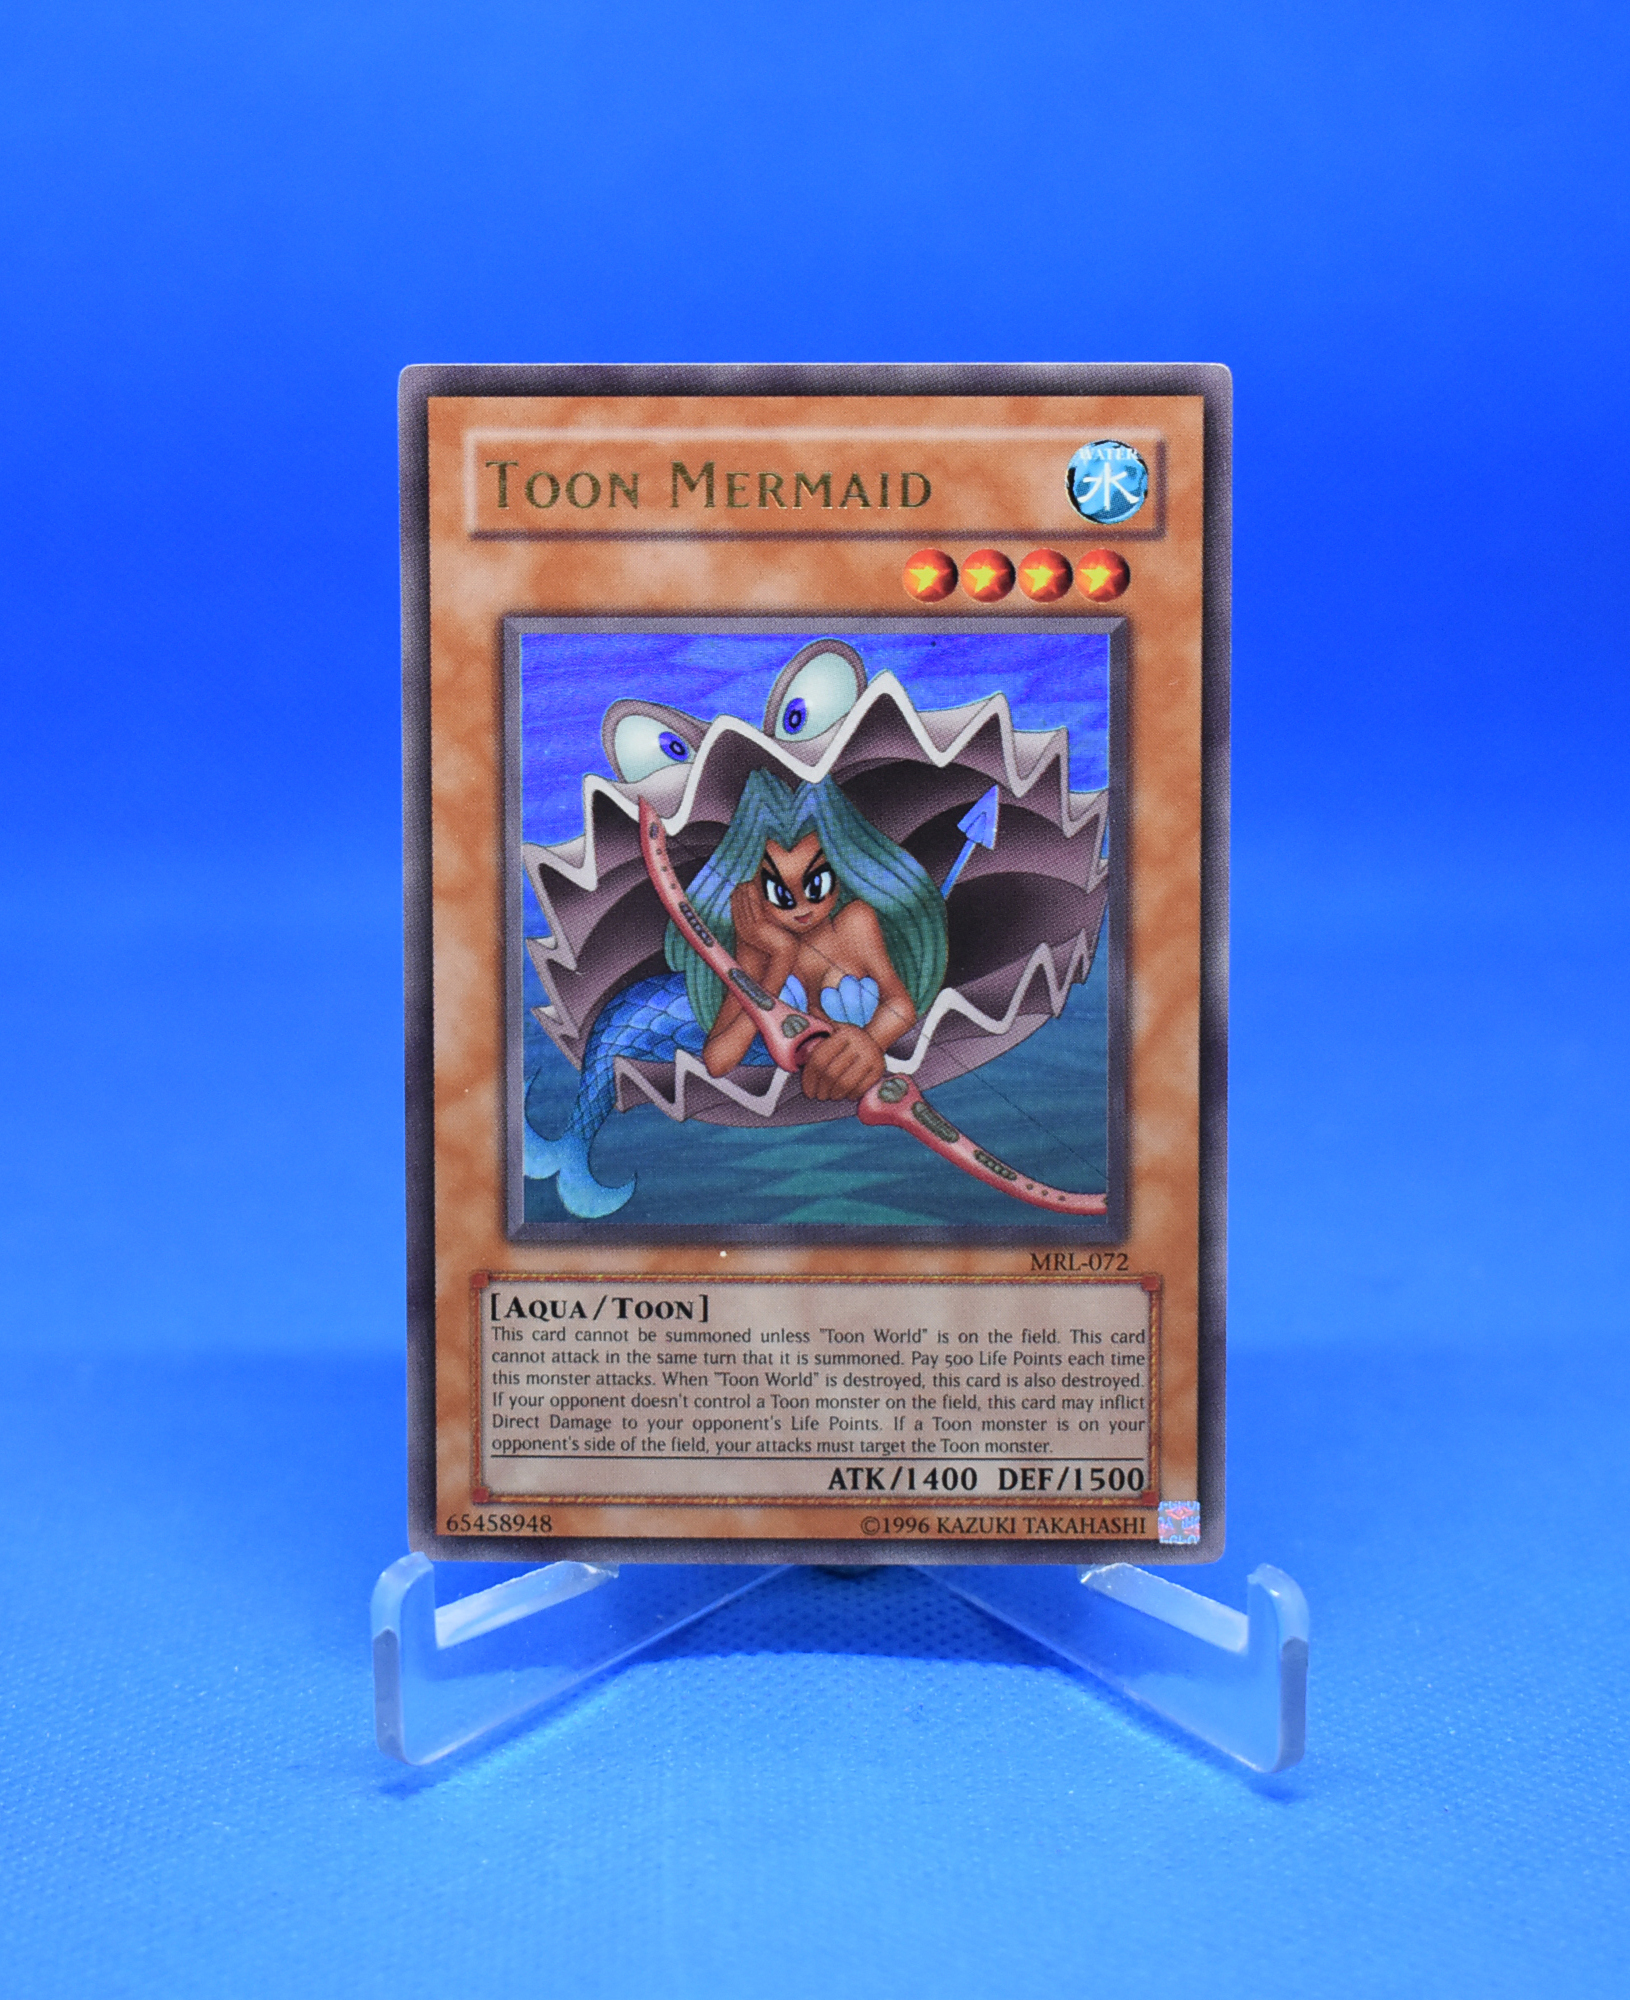 TOON MERMAID
WATER
水
MRL-072
[AQUA/TOON]
This card cannot be summoned unless "Toon World" is on the field. This card
cannot attack in the same turn that it is summoned. Pay 500 Life Points each time
this monster attacks. When "Toon World" is destroyed, this card is also destroyed.
If your opponent doesn't control a Toon monster on the field, this card may inflict
Direct Damage to your opponent's Life Points. If a Toon monster is on your
opponent's side of the field, your attacks must target the Toon monster.
ATK/1400 DEF/1500
65458948 ©1996 KAZUKI TAKAHASHI